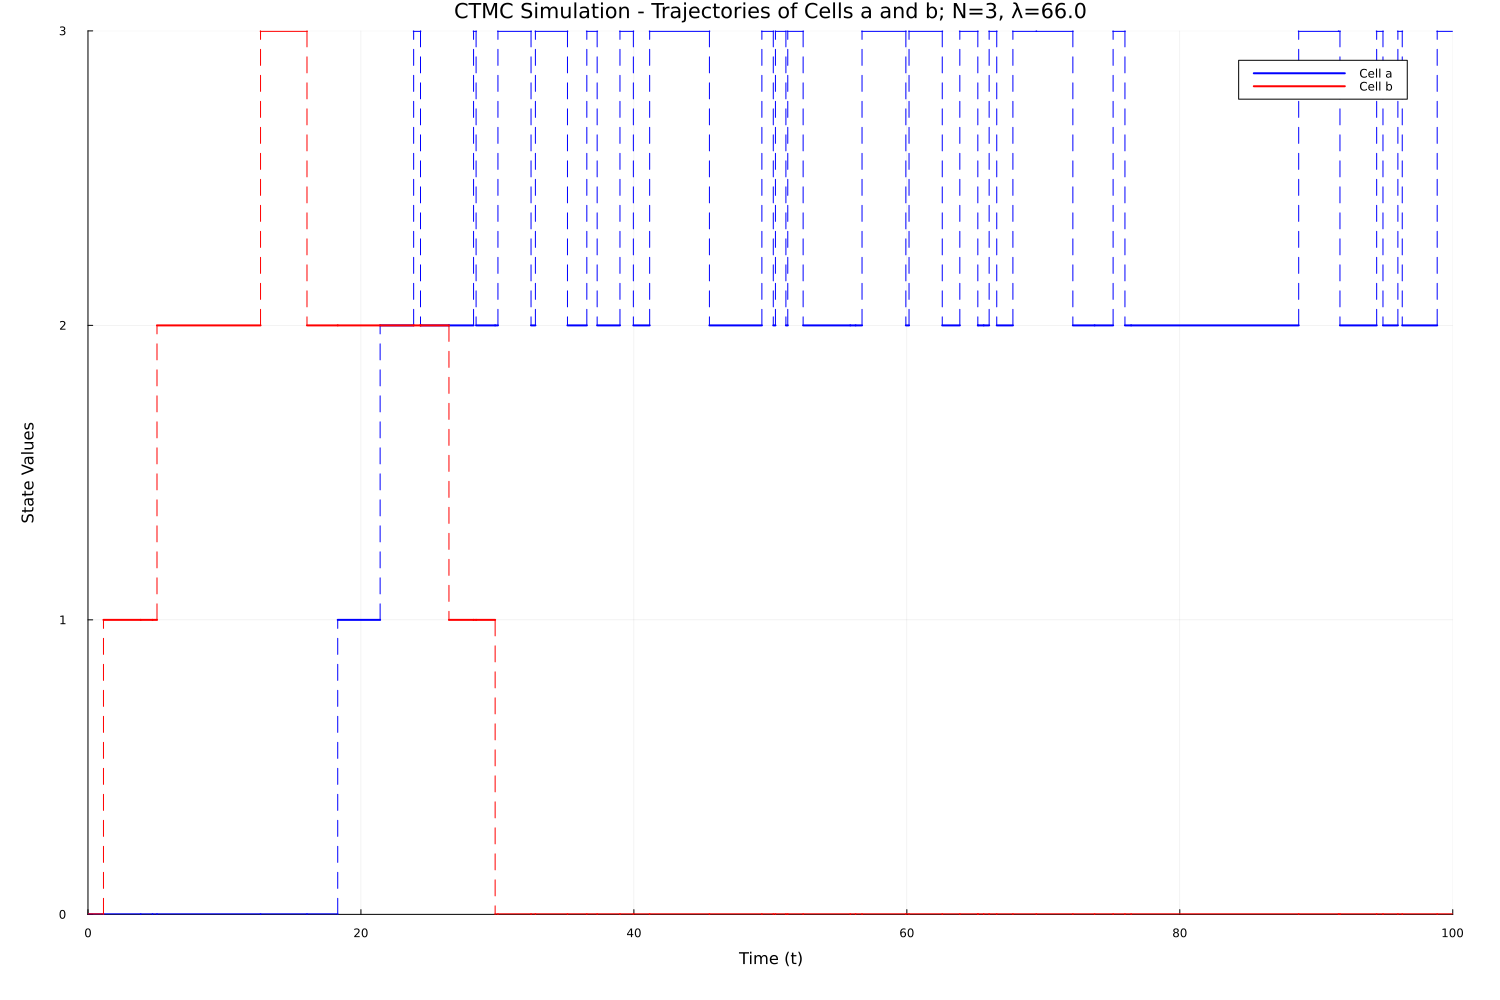 CTMC Simulation - Trajectories of Cells a and b; N=3, λ=66.0
3
Cell a
Cell b
2
State Values
1
0
0 20 40 60 80 100
Time (t)